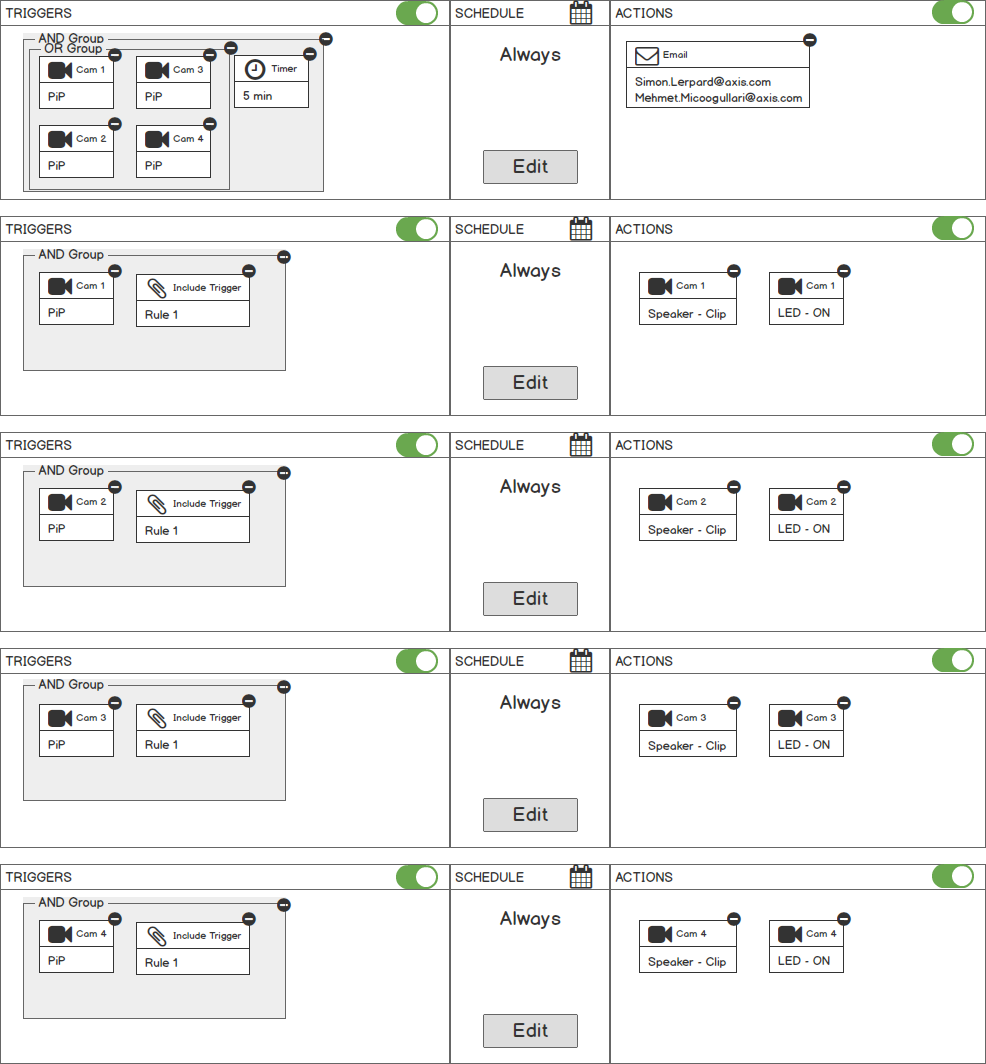 TRIGGERS
SCHEDULE
ACTIONS
AND Group
OR Group
Cam 1
PiP
Cam 3
PiP
Timer
5 min
Cam 2
PiP
Cam 4
PiP
Always
Edit
Email
Simon.Lerpard@axis.com
Mehmet.Micoogullari@axis.com
TRIGGERS
SCHEDULE
ACTIONS
AND Group
Cam 1
PiP
Include Trigger
Rule 1
Always
Edit
Cam 1
Speaker - Clip
Cam 1
LED - ON
TRIGGERS
SCHEDULE
ACTIONS
AND Group
Cam 2
PiP
Include Trigger
Rule 1
Always
Edit
Cam 2
Speaker - Clip
Cam 2
LED - ON
TRIGGERS
SCHEDULE
ACTIONS
AND Group
Cam 3
PiP
Include Trigger
Rule 1
Always
Edit
Cam 3
Speaker - Clip
Cam 3
LED - ON
TRIGGERS
SCHEDULE
ACTIONS
AND Group
Cam 4
PiP
Include Trigger
Rule 1
Always
Edit
Cam 4
Speaker - Clip
Cam 4
LED - ON